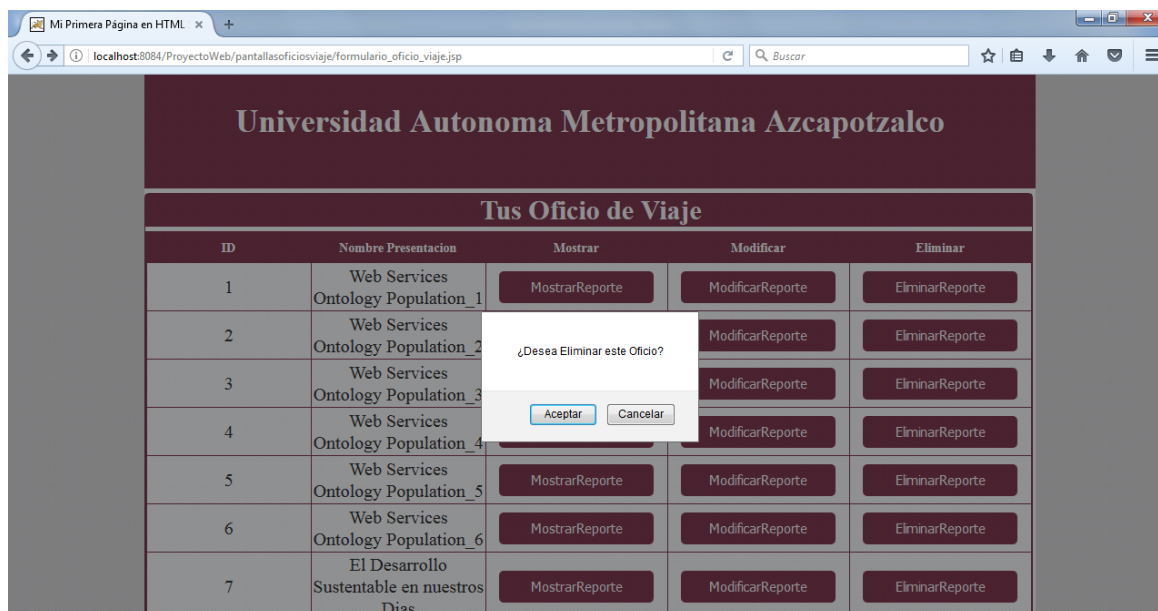 Mi Primera Página en HTML
localhost:8084/ProyectoWeb/pantallasoficiosviaje/formulario_oficio_viaje.jsp
Buscar
Universidad Autonoma Metropolitana Azcapotzalco
Tus Oficio de Viaje
ID Nombre Presentacion Mostrar Modificar Eliminar
1 Web Services Ontology Population_1 MostrarReporte ModificarReporte EliminarReporte
2 Web Services Ontology Population_2 ModificarReporte EliminarReporte
3 Web Services Ontology Population_3 ModificarReporte EliminarReporte
4 Web Services Ontology Population_4 ModificarReporte EliminarReporte
¿Desea Eliminar este Oficio?
Aceptar Cancelar
5 Web Services Ontology Population_5 MostrarReporte ModificarReporte EliminarReporte
6 Web Services Ontology Population_6 MostrarReporte ModificarReporte EliminarReporte
7 El Desarrollo Sustentable en nuestros Dias MostrarReporte ModificarReporte EliminarReporte